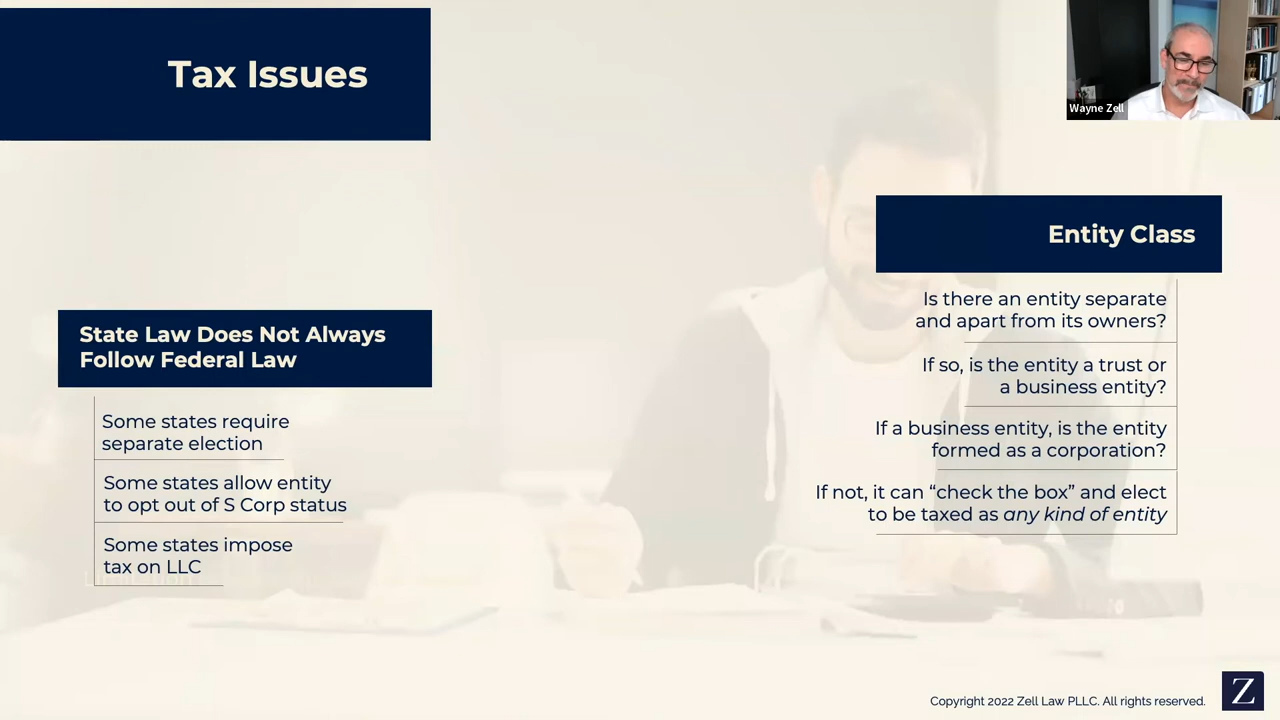 Tax Issues
Wayne Zell
State Law Does Not Always
Follow Federal Law
Some states require
separate election
Some states allow entity
to opt out of S Corp status
Some states impose
tax on LLC
Entity Class
Is there an entity separate
and apart from its owners?
If so, is the entity a trust or
a business entity?
If a business entity, is the entity
formed as a corporation?
If not, it can “check the box” and elect
to be taxed as any kind of entity
Copyright 2022 Zell Law PLLC. All rights reserved.
Z